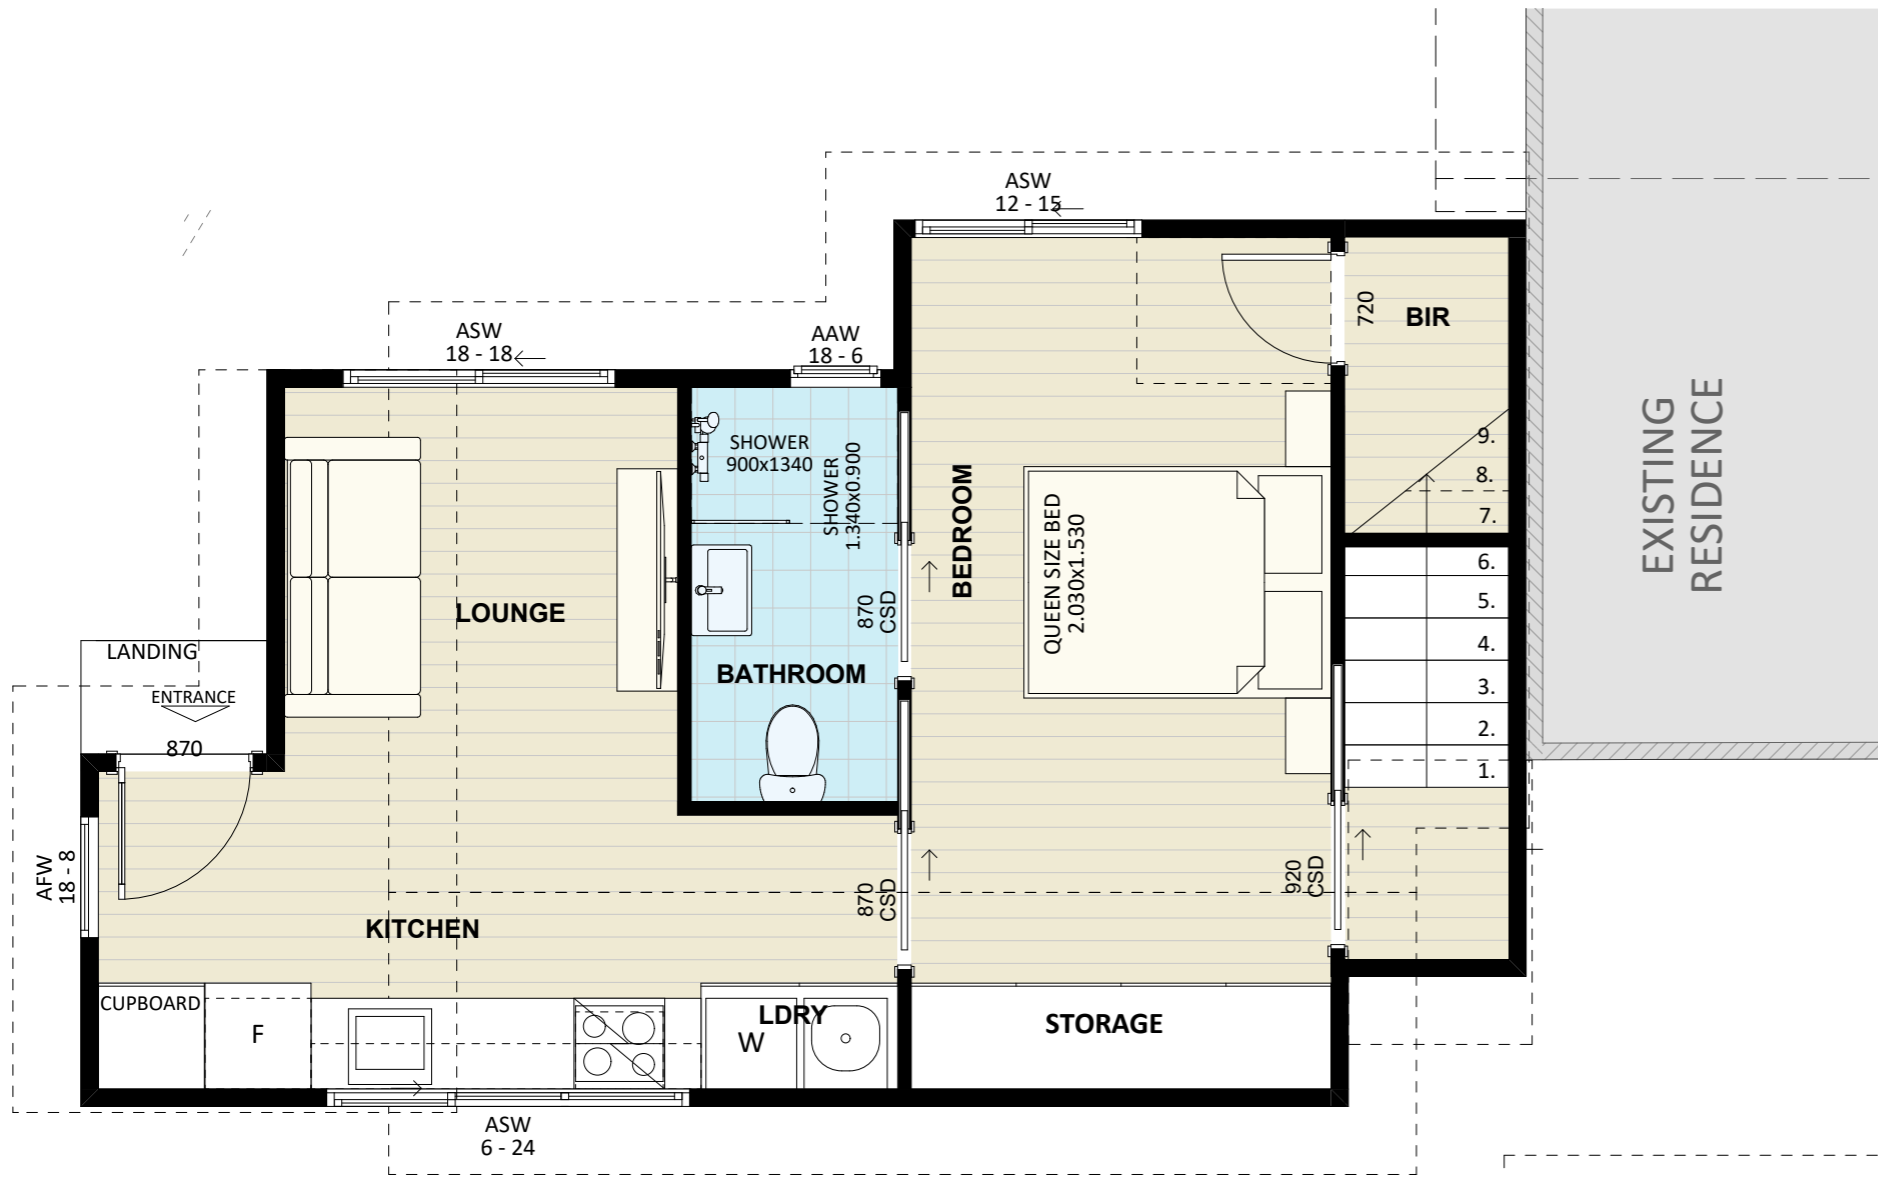 ASW
12 - 15
ASW
18 - 18
AAW
18 - 6
720
BIR
EXISTING
RESIDENCE
SHOWER
900x1340
SHOWER
1.340x0.900
BEDROOM
QUEEN SIZE BED
2.030x1.530
9.
8.
7.
6.
5.
4.
3.
2.
1.
LOUNGE
870
CSD
BATHROOM
LANDING
ENTRANCE
870
AFW
18 - 8
KITCHEN
870
CSD
920
CSD
CUPBOARD
F
LDRY
W
STORAGE
ASW
6 - 24